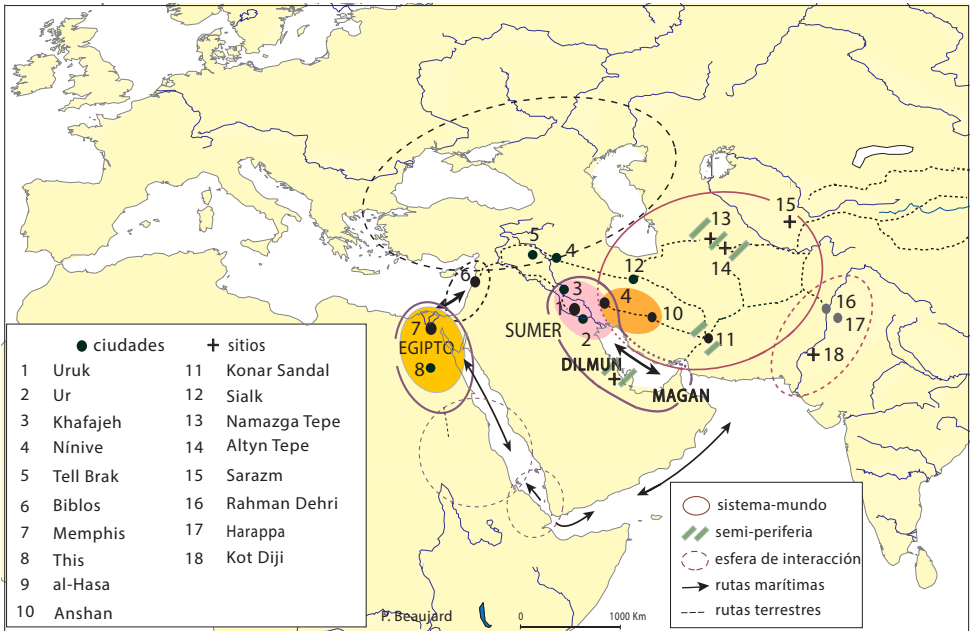 15
13
14
5
4
12
6
3
4
1
10
16
17
SUMER
2
11
18
7
EGIPTO
8
DILMUN
MAGAN
● ciudades + sitios
1 Uruk 11 Konar Sandal
2 Ur 12 Sialk
3 Khafajeh 13 Namazga Tepe
4 Nínive 14 Altyn Tepe
5 Tell Brak 15 Sarazm
6 Biblos 16 Rahman Dehri
7 Memphis 17 Harappa
8 This 18 Kot Diji
9 al-Hasa
10 Anshan
sistema-mundo
semi-periferia
esfera de interacción
rutas marítimas
rutas terrestres
P. Beaujard
0 1000 Km